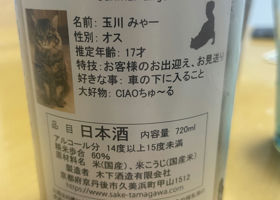 名前：玉川 みゃー
性別：オス
推定年齢：17才
特技：お客様のお出迎え、お見送り
好きな事：車の下に入ること
大好物：CIAOちゅ〜る
品目 日本酒 内容量 720ml
アルコール分 14度以上15度未満
精米歩合 60%
原材料名 米(国産)、米こうじ(国産米)
製造者 木下酒造有限会社
京都府京丹後市久美浜町甲山1512
https://www.sake-tamagawa.com/